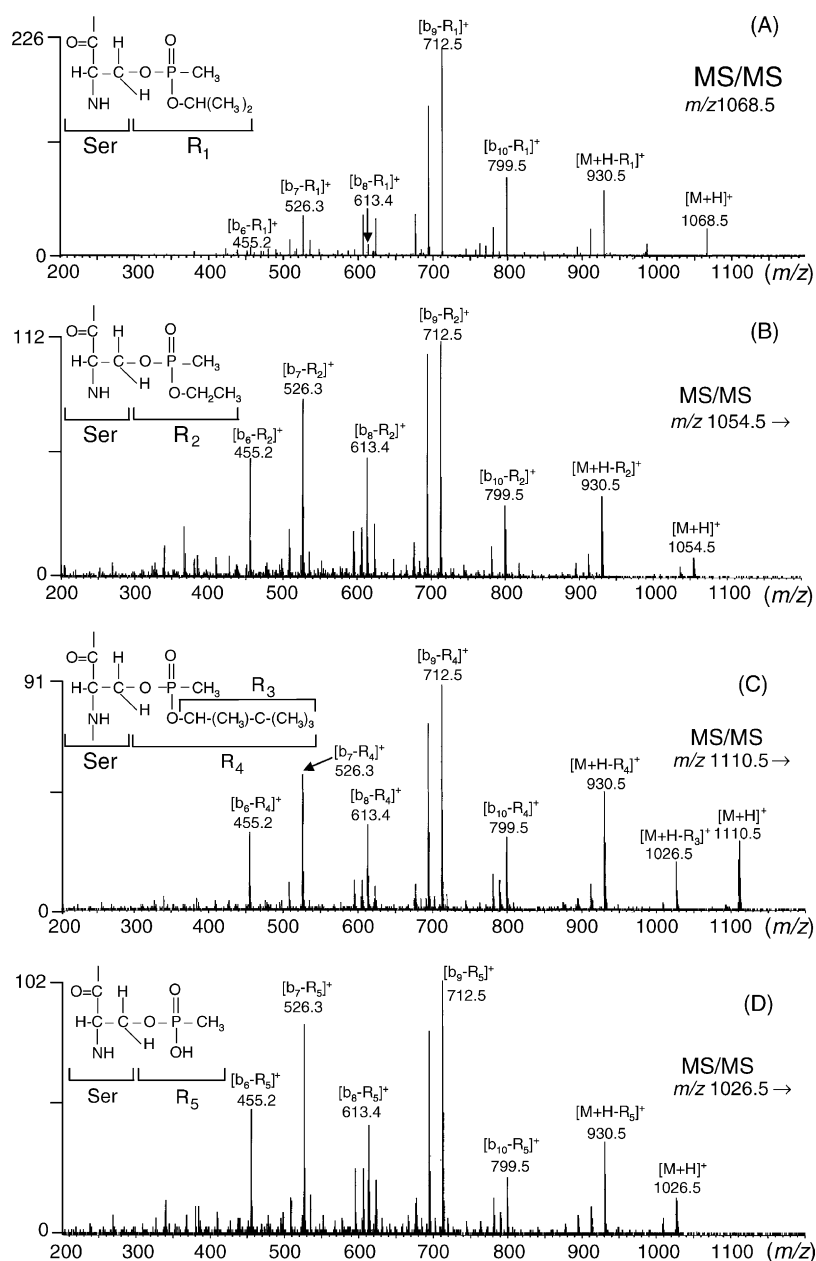 (A)
226
O=C H O
H-C-C-O-P-CH₃
H
NH O-CH(CH₃)₂
Ser R₁
MS/MS
m/z1068.5
[b₉-R₁]⁺
712.5
[b₁₀-R₁]⁺
799.5
[M+H-R₁]⁺
930.5
[M+H]⁺
1068.5
[b₈-R₁]⁺
613.4
[b₇-R₁]⁺
526.3
[b₆-R₁]⁺
455.2
0
200 300 400 500 600 700 800 900 1000 1100 (m/z)
(B)
112
O=C H O
H-C-C-O-P-CH₃
H
NH O-CH₂CH₃
Ser R₂
MS/MS
m/z 1054.5 →
[b₉-R₂]⁺
712.5
[b₇-R₂]⁺
526.3
[b₆-R₂]⁺
455.2
[b₈-R₂]⁺
613.4
[b₁₀-R₂]⁺
799.5
[M+H-R₂]⁺
930.5
[M+H]⁺
1054.5
0
200 300 400 500 600 700 800 900 1000 1100 (m/z)
(C)
91
O=C H O
H-C-C-O-P-CH₃ R₃
H
NH O-CH-(CH₃)-C-(CH₃)₃
Ser R₄
MS/MS
m/z 1110.5 →
[b₉-R₄]⁺
712.5
[b₇-R₄]⁺
526.3
[b₆-R₄]⁺
455.2
[b₈-R₄]⁺
613.4
[b₁₀-R₄]⁺
799.5
[M+H-R₄]⁺
930.5
[M+H-R₃]⁺
1026.5
[M+H]⁺
1110.5
0
200 300 400 500 600 700 800 900 1000 1100 (m/z)
(D)
102
O=C H O
H-C-C-O-P-CH₃
H
NH OH
Ser R₅
MS/MS
m/z 1026.5 →
[b₉-R₅]⁺
712.5
[b₇-R₅]⁺
526.3
[b₆-R₅]⁺
455.2
[b₈-R₅]⁺
613.4
[b₁₀-R₅]⁺
799.5
[M+H-R₅]⁺
930.5
[M+H]⁺
1026.5
0
200 300 400 500 600 700 800 900 1000 1100 (m/z)